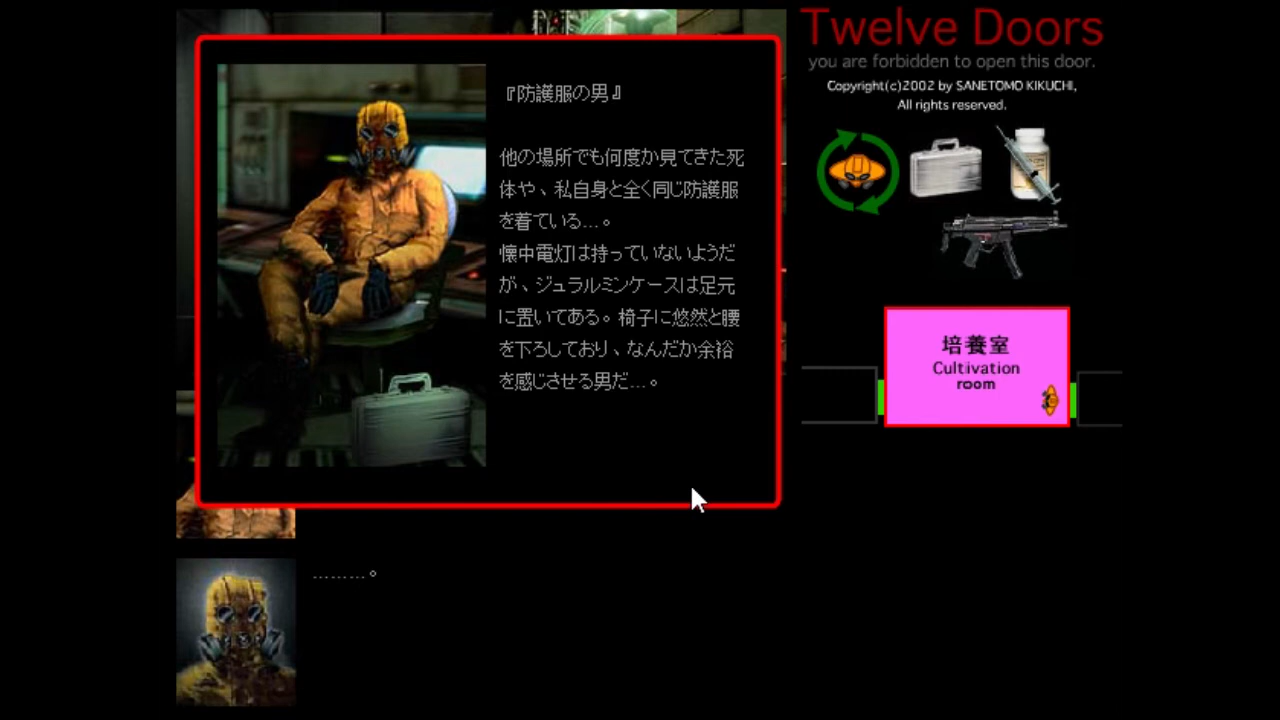 Twelve Doors
you are forbidden to open this door.
Copyright(c)2002 by SANETOMO KIKUCHI,
All rights reserved.
『防護服の男』
他の場所でも何度か見てきた死
体や、私自身と全く同じ防護服
を着ている…。
懐中電灯は持っていないようだ
が、ジュラルミンケースは足元
に置いてある。椅子に悠然と腰
を下ろしており、なんだか余裕
を感じさせる男だ…。
培養室
Cultivation
room
………。